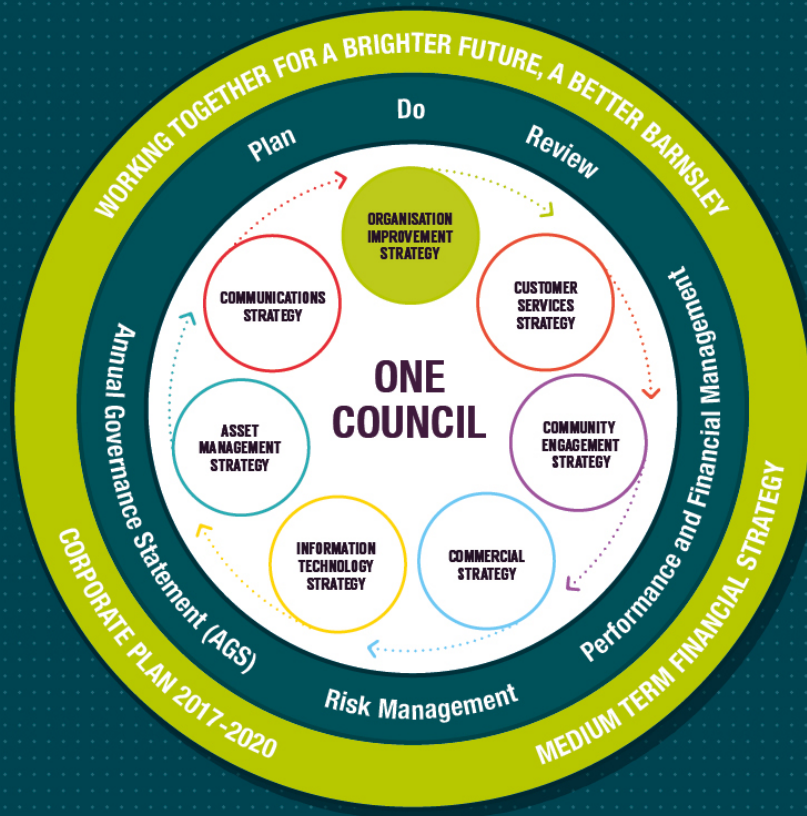 WORKING TOGETHER FOR A BRIGHTER FUTURE, A BETTER BARNSLEY
Plan
Do
Review
Performance and Financial Management
Risk Management
Annual Governance Statement (AGS)
MEDIUM TERM FINANCIAL STRATEGY
CORPORATE PLAN 2017-2020
ORGANISATION
IMPROVEMENT
STRATEGY
CUSTOMER
SERVICES
STRATEGY
COMMUNITY
ENGAGEMENT
STRATEGY
COMMERCIAL
STRATEGY
INFORMATION
TECHNOLOGY
STRATEGY
ASSET
MANAGEMENT
STRATEGY
COMMUNICATIONS
STRATEGY
ONE
COUNCIL